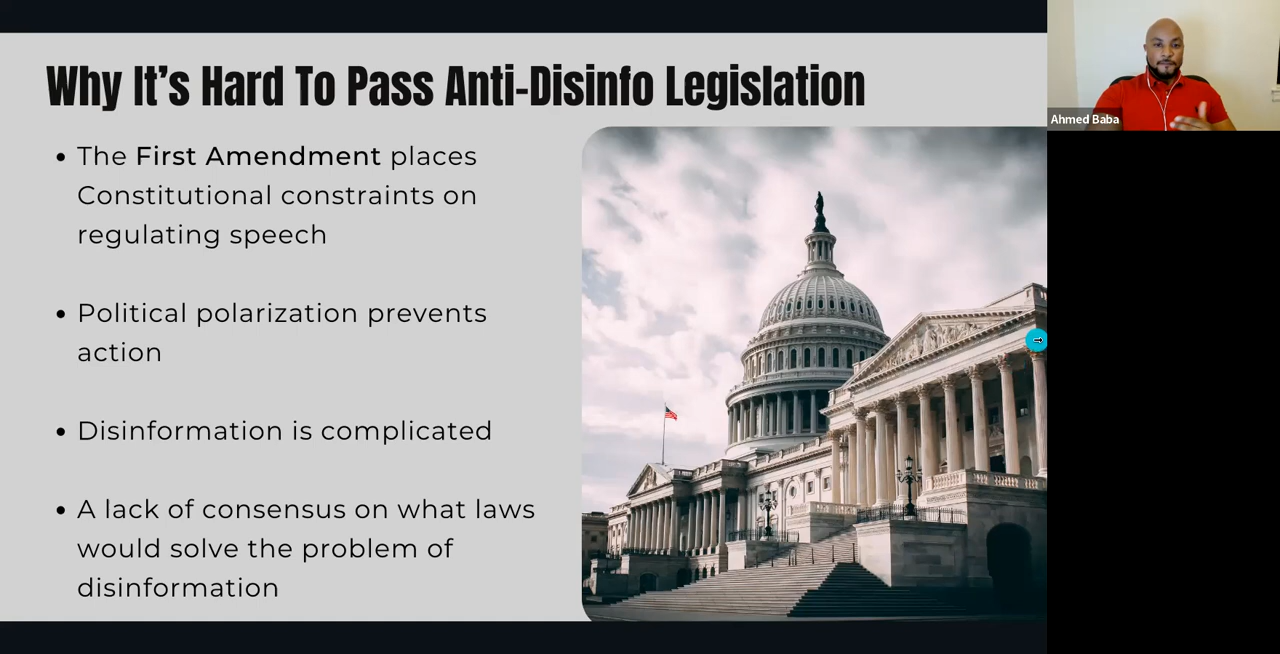 Why It's Hard To Pass Anti-Disinfo Legislation
• The First Amendment places
Constitutional constraints on
regulating speech
• Political polarization prevents
action
• Disinformation is complicated
• A lack of consensus on what laws
would solve the problem of
disinformation
Ahmed Baba